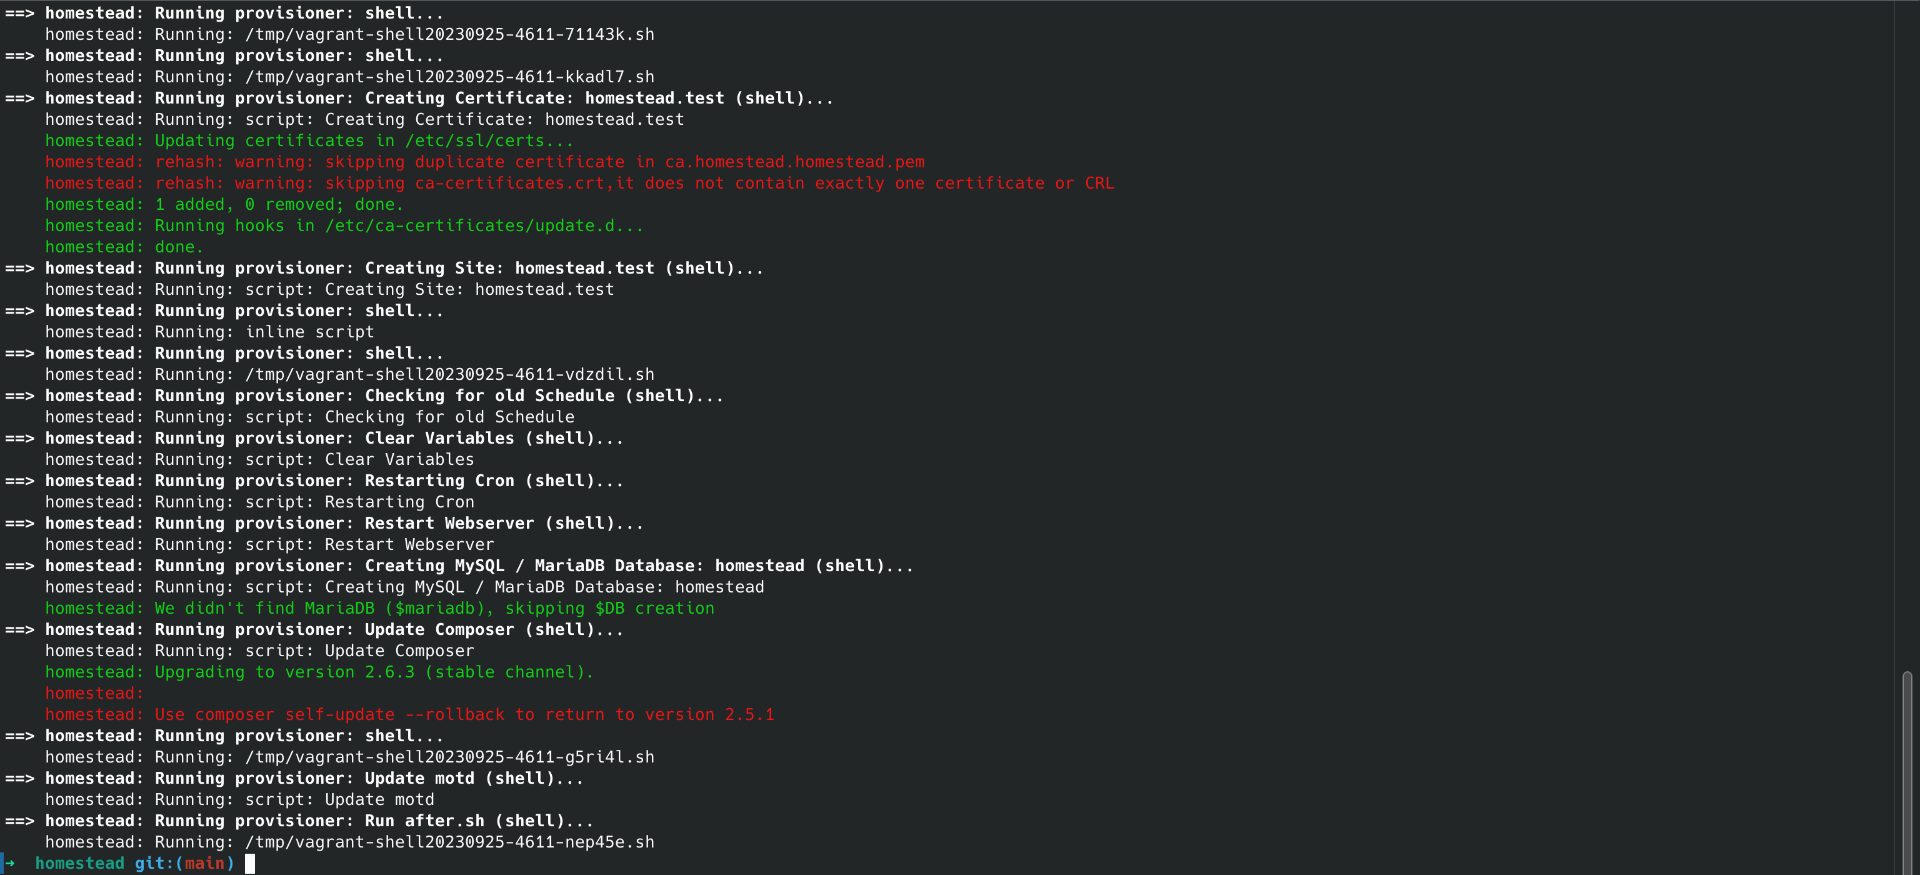 ==> homestead: Running provisioner: shell...
    homestead: Running: /tmp/vagrant-shell20230925-4611-71143k.sh
==> homestead: Running provisioner: shell...
    homestead: Running: /tmp/vagrant-shell20230925-4611-kkadl7.sh
==> homestead: Running provisioner: Creating Certificate: homestead.test (shell)...
    homestead: Running: script: Creating Certificate: homestead.test
    homestead: Updating certificates in /etc/ssl/certs...
    homestead: rehash: warning: skipping duplicate certificate in ca.homestead.homestead.pem
    homestead: rehash: warning: skipping ca-certificates.crt,it does not contain exactly one certificate or CRL
    homestead: 1 added, 0 removed; done.
    homestead: Running hooks in /etc/ca-certificates/update.d...
    homestead: done.
==> homestead: Running provisioner: Creating Site: homestead.test (shell)...
    homestead: Running: script: Creating Site: homestead.test
==> homestead: Running provisioner: shell...
    homestead: Running: inline script
==> homestead: Running provisioner: shell...
    homestead: Running: /tmp/vagrant-shell20230925-4611-vdzdil.sh
==> homestead: Running provisioner: Checking for old Schedule (shell)...
    homestead: Running: script: Checking for old Schedule
==> homestead: Running provisioner: Clear Variables (shell)...
    homestead: Running: script: Clear Variables
==> homestead: Running provisioner: Restarting Cron (shell)...
    homestead: Running: script: Restarting Cron
==> homestead: Running provisioner: Restart Webserver (shell)...
    homestead: Running: script: Restart Webserver
==> homestead: Running provisioner: Creating MySQL / MariaDB Database: homestead (shell)...
    homestead: Running: script: Creating MySQL / MariaDB Database: homestead
    homestead: We didn't find MariaDB ($mariadb), skipping $DB creation
==> homestead: Running provisioner: Update Composer (shell)...
    homestead: Running: script: Update Composer
    homestead: Upgrading to version 2.6.3 (stable channel).
    homestead:
    homestead: Use composer self-update --rollback to return to version 2.5.1
==> homestead: Running provisioner: shell...
    homestead: Running: /tmp/vagrant-shell20230925-4611-g5ri4l.sh
==> homestead: Running provisioner: Update motd (shell)...
    homestead: Running: script: Update motd
==> homestead: Running provisioner: Run after.sh (shell)...
    homestead: Running: /tmp/vagrant-shell20230925-4611-nep45e.sh
➜  homestead git:(main)